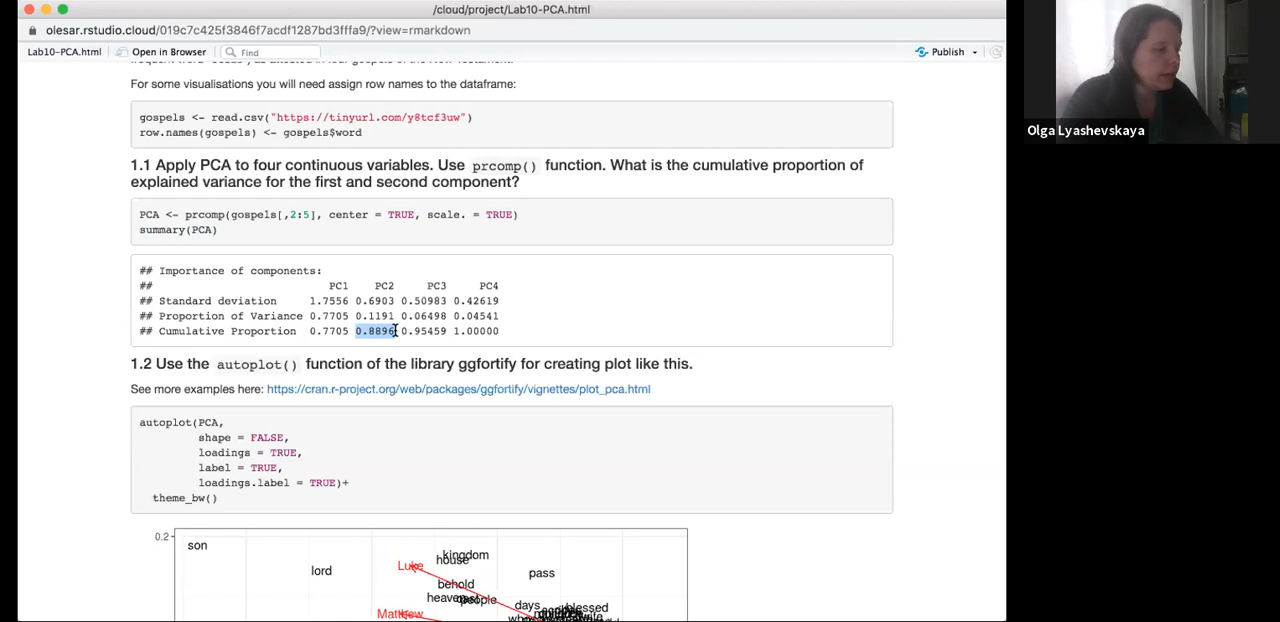 /cloud/project/Lab10-PCA.html
olesar.rstudio.cloud/019c7c425f3846f7acdf1287bd3fffa9/?view=rmarkdown
Lab10-PCA.html Open in Browser Find Publish
For some visualisations you will need assign row names to the dataframe:
gospels <- read.csv("https://tinyurl.com/y8tcf3uw")
row.names(gospels) <- gospels$word
1.1 Apply PCA to four continuous variables. Use prcomp() function. What is the cumulative proportion of
explained variance for the first and second component?
PCA <- prcomp(gospels[,2:5], center = TRUE, scale. = TRUE)
summary(PCA)
## Importance of components:
## PC1 PC2 PC3 PC4
## Standard deviation 1.7556 0.6903 0.50983 0.42619
## Proportion of Variance 0.7705 0.1191 0.06498 0.04541
## Cumulative Proportion 0.7705 0.8896 0.95459 1.00000
1.2 Use the autoplot() function of the library ggfortify for creating plot like this.
See more examples here: https://cran.r-project.org/web/packages/ggfortify/vignettes/plot_pca.html
autoplot(PCA,
shape = FALSE,
loadings = TRUE,
label = TRUE,
loadings.label = TRUE)+
theme_bw()
0.2
son
kingdom
house
Luke
lord
pass
behold
people
days
blessed
Matthew
wife
Olga Lyashevskaya